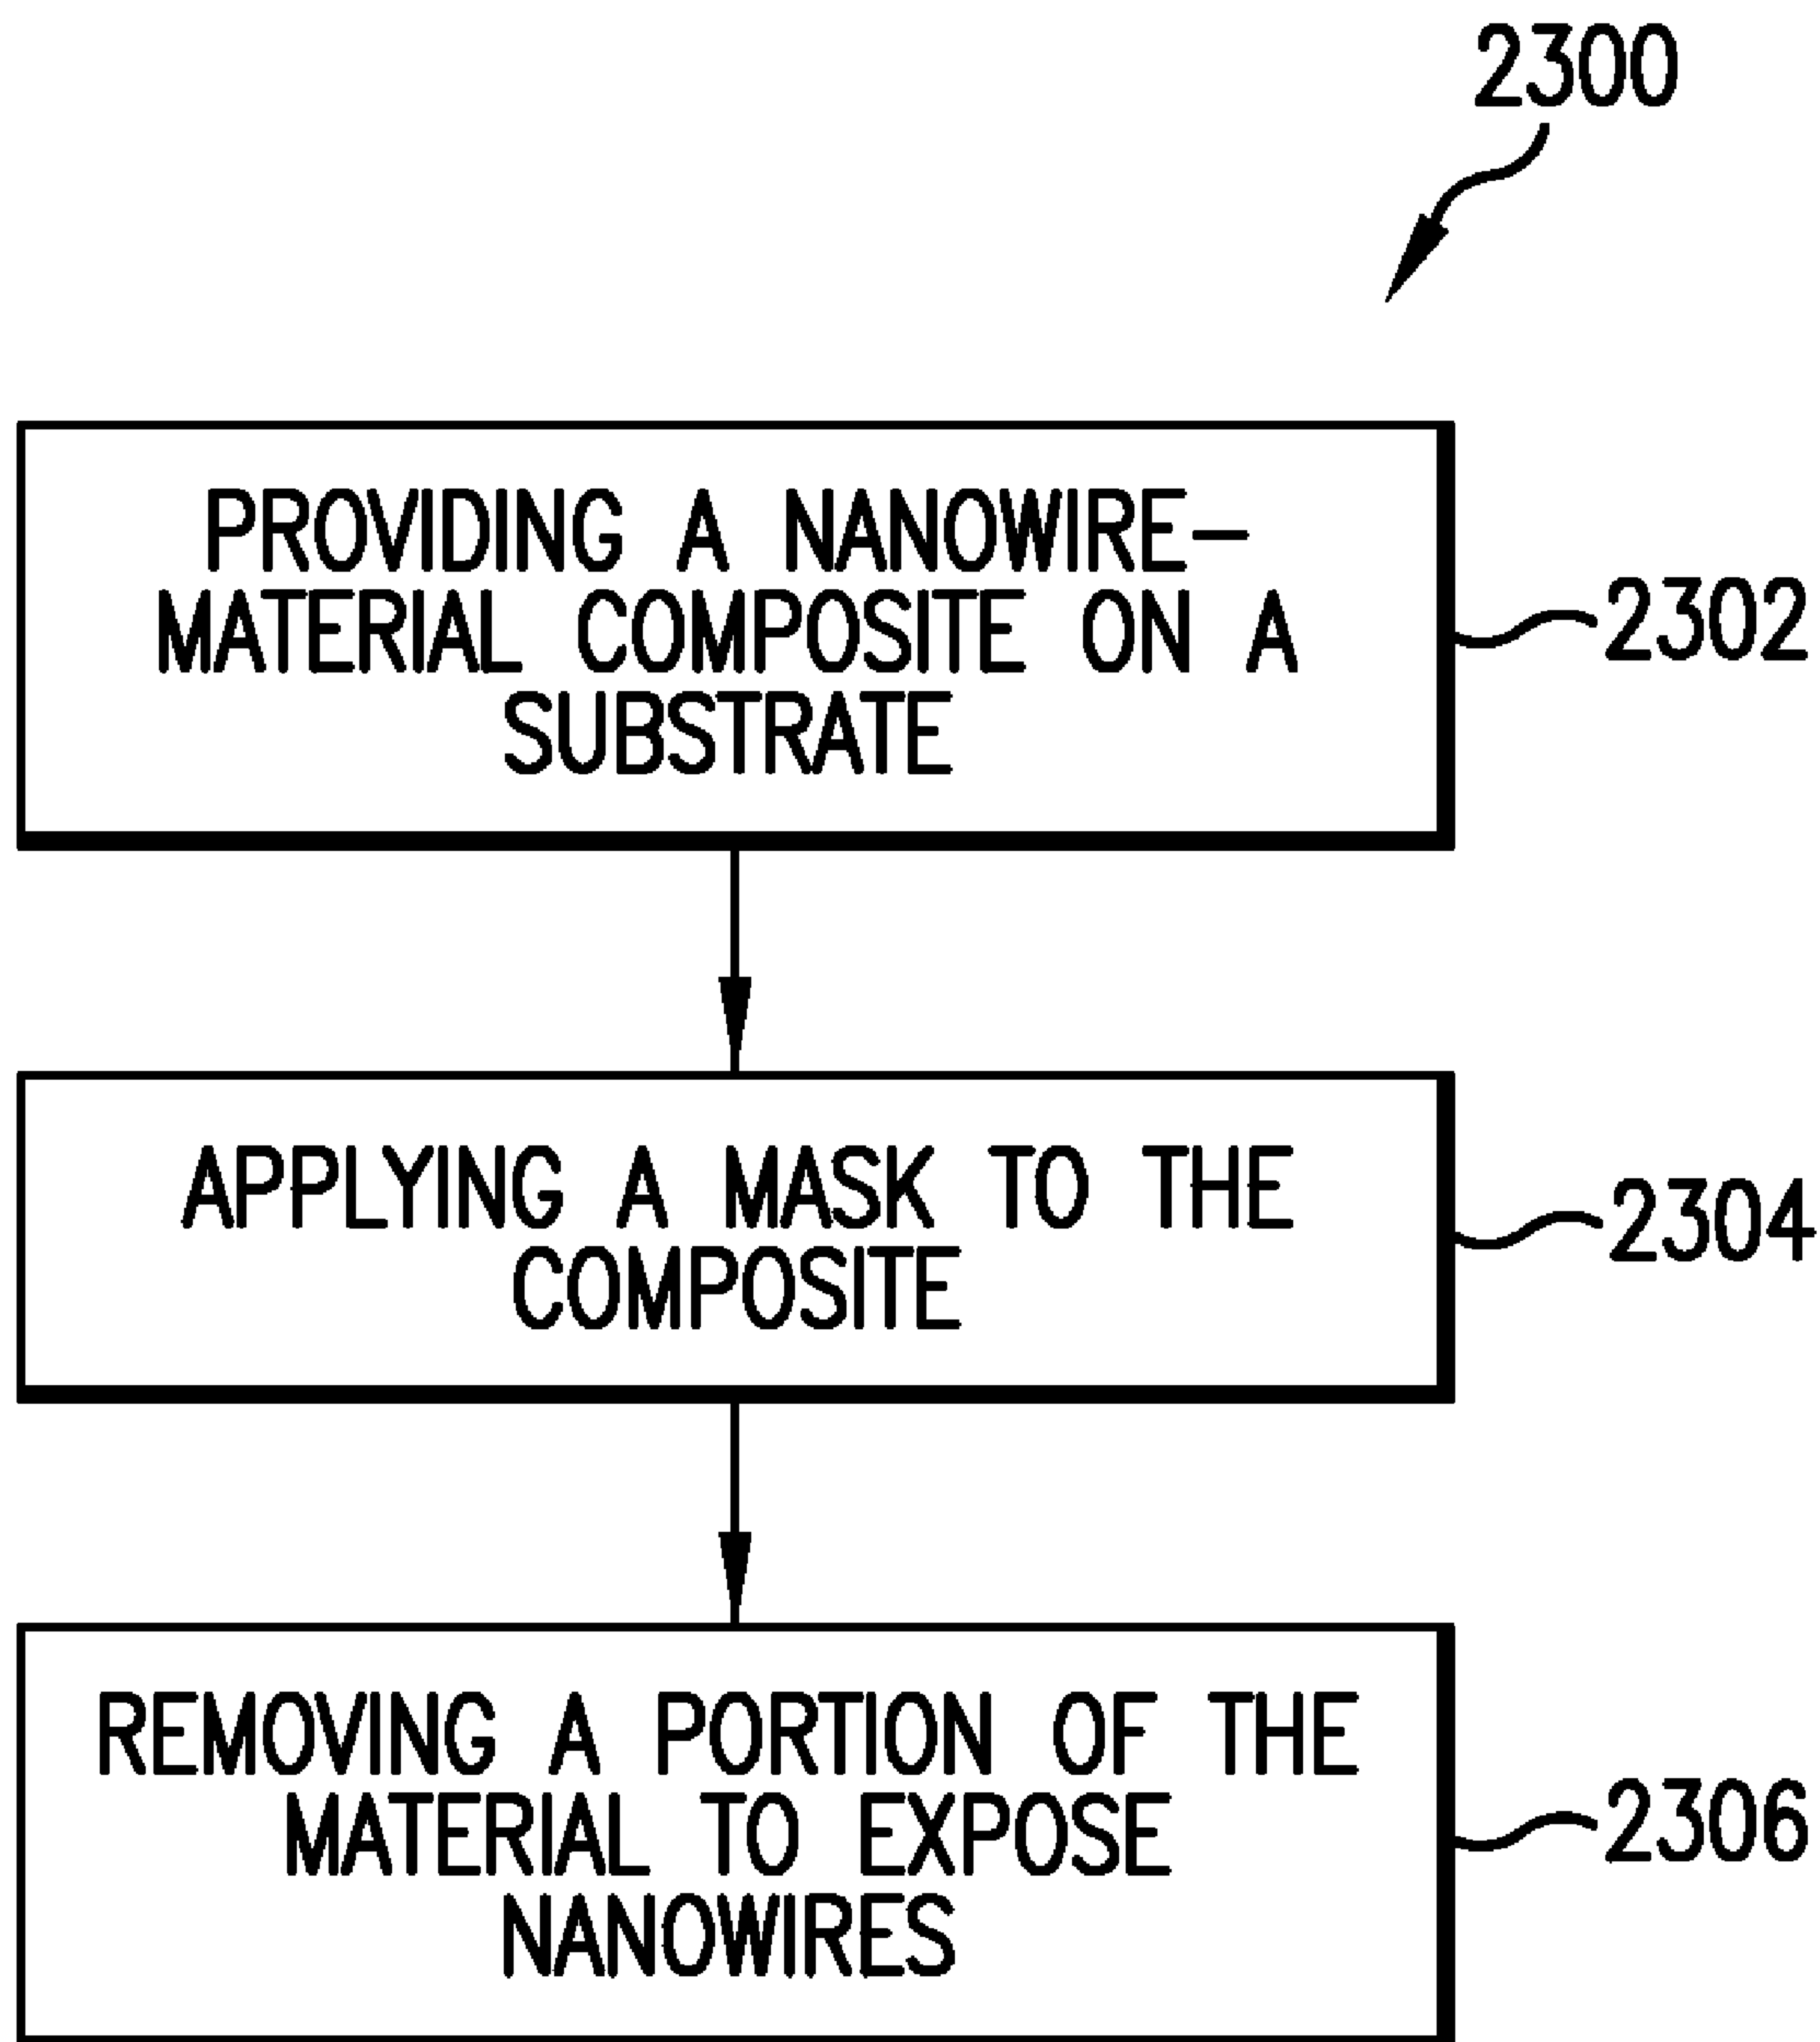 2300
PROVIDING A NANOWIRE-
MATERIAL COMPOSITE ON A
SUBSTRATE
2302
APPLYING A MASK TO THE
COMPOSITE
2304
REMOVING A PORTION OF THE
MATERIAL TO EXPOSE
NANOWIRES
2306